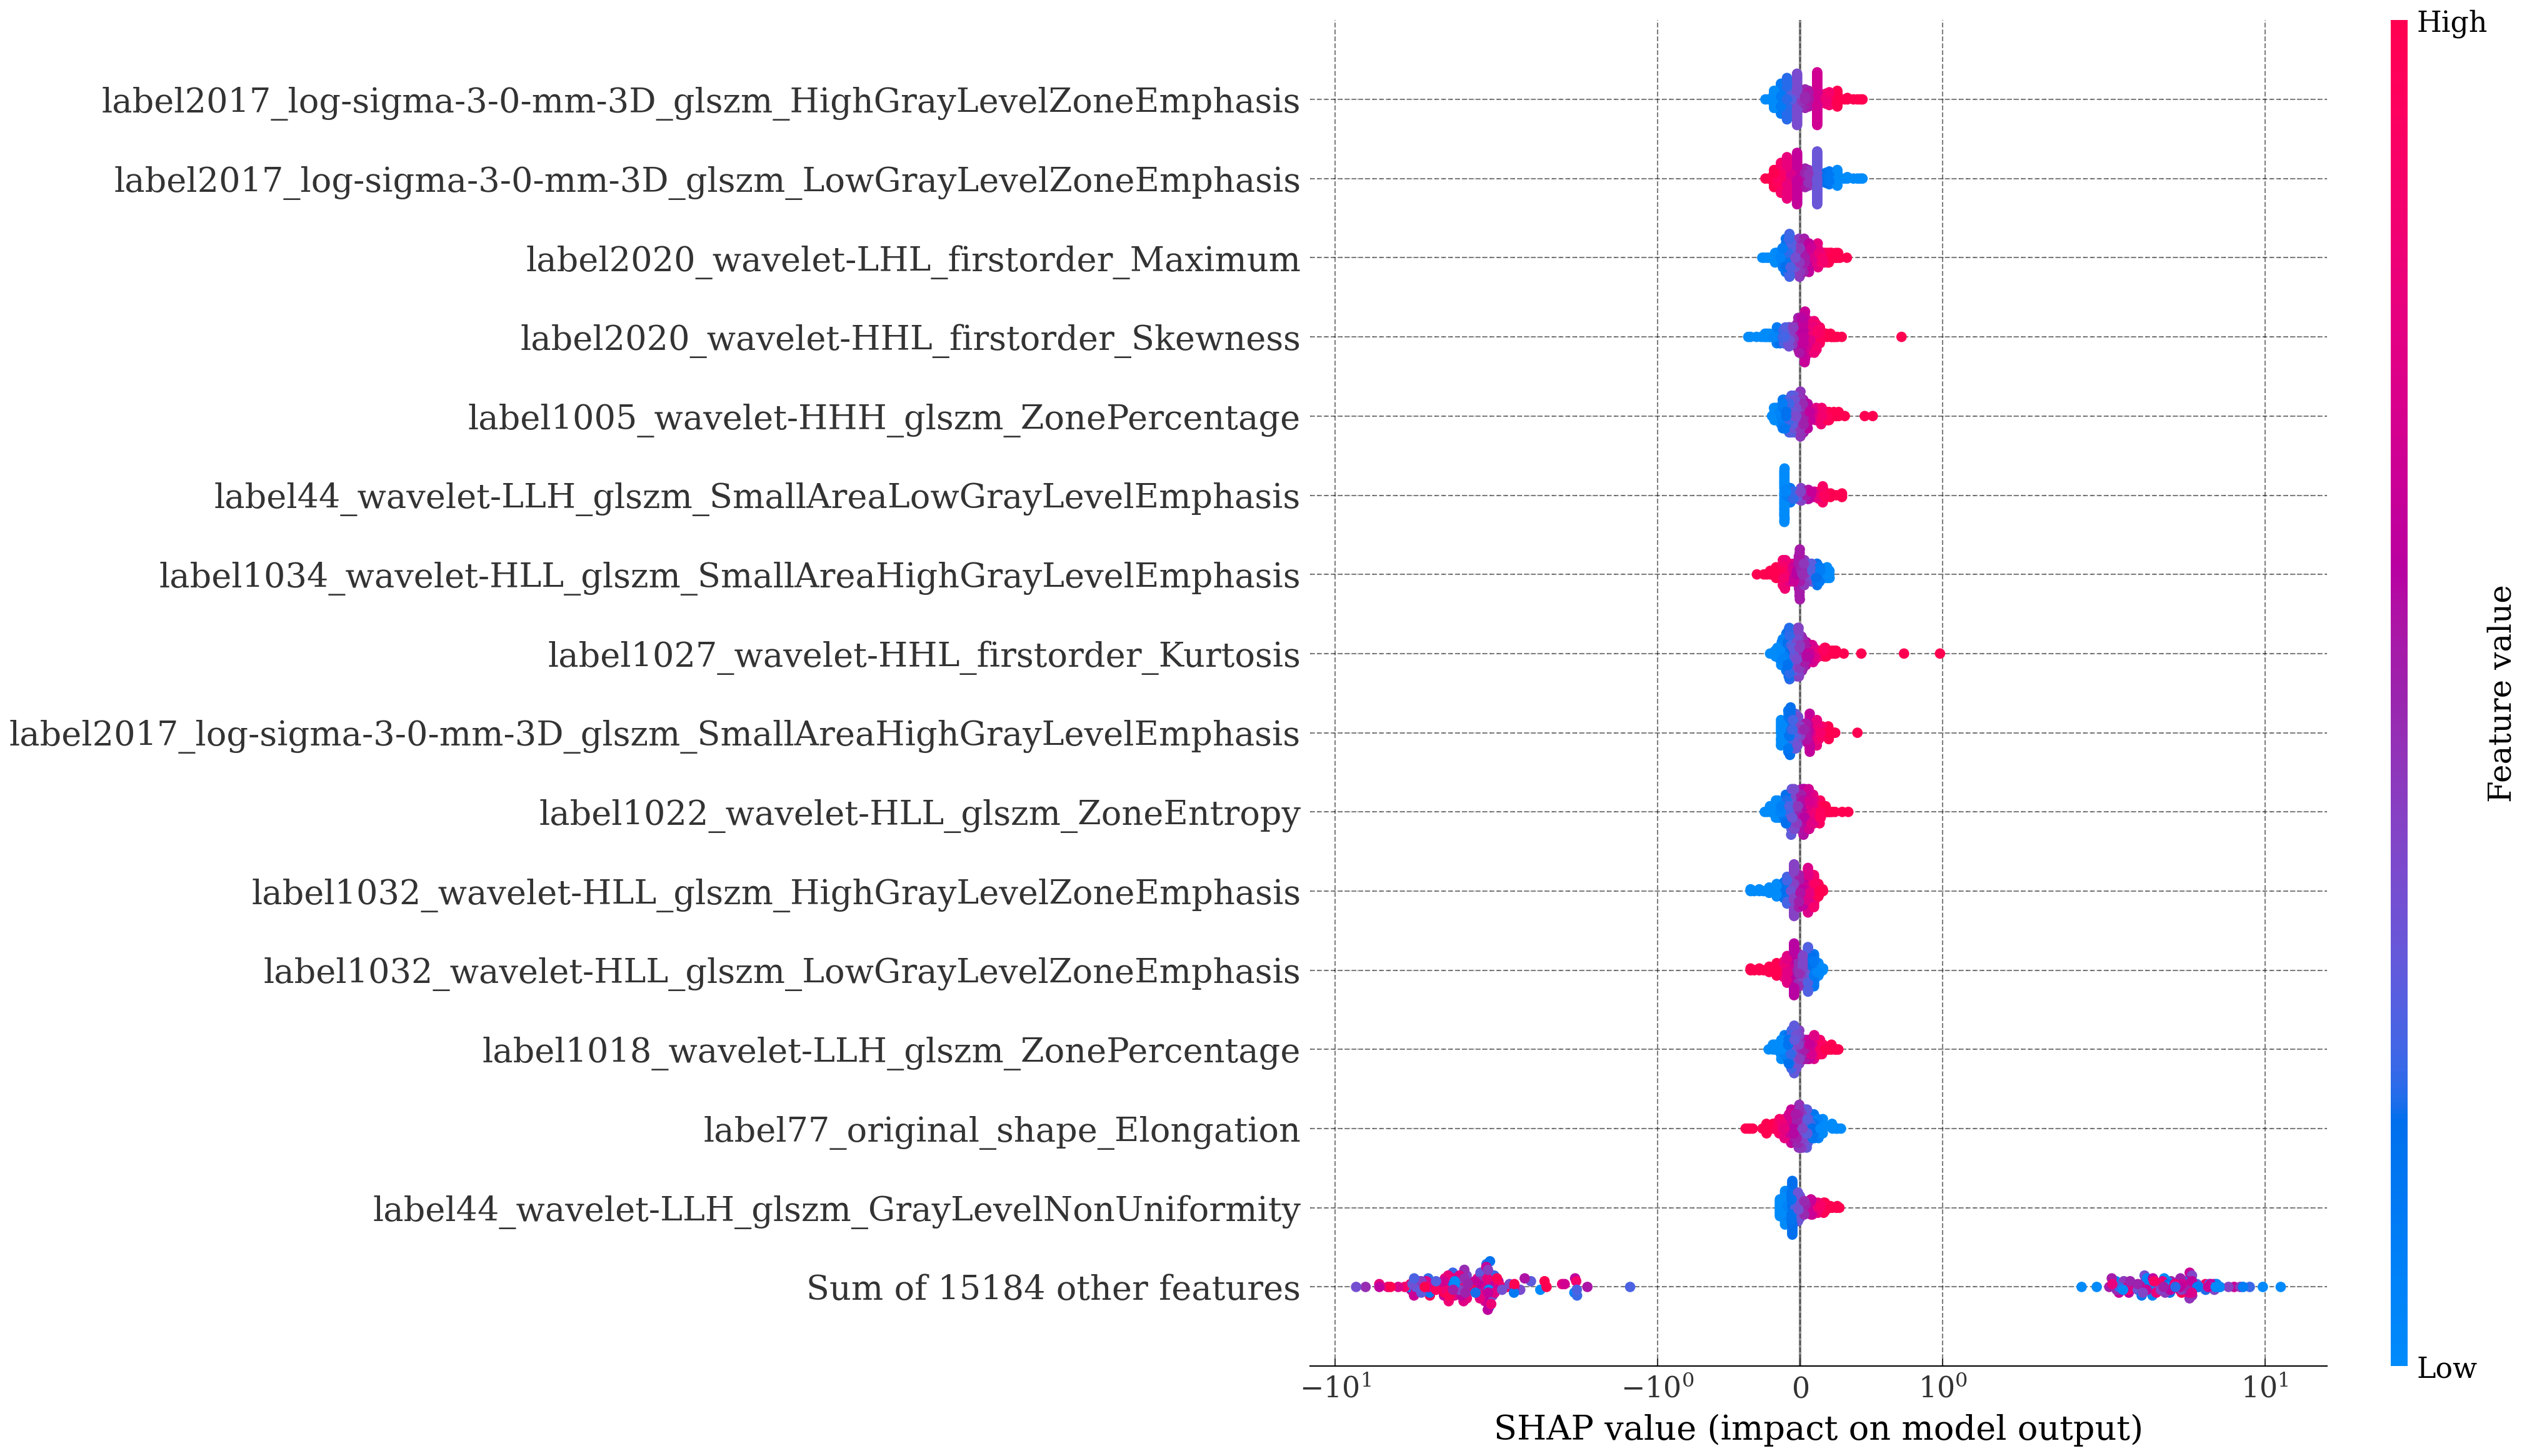 High
label2017_log-sigma-3-0-mm-3D_glszm_HighGrayLevelZoneEmphasis
label2017_log-sigma-3-0-mm-3D_glszm_LowGrayLevelZoneEmphasis
label2020_wavelet-LHL_firstorder_Maximum
label2020_wavelet-HHL_firstorder_Skewness
label1005_wavelet-HHH_glszm_ZonePercentage
label44_wavelet-LLH_glszm_SmallAreaLowGrayLevelEmphasis
label1034_wavelet-HLL_glszm_SmallAreaHighGrayLevelEmphasis
label1027_wavelet-HHL_firstorder_Kurtosis
label2017_log-sigma-3-0-mm-3D_glszm_SmallAreaHighGrayLevelEmphasis
label1022_wavelet-HLL_glszm_ZoneEntropy
label1032_wavelet-HLL_glszm_HighGrayLevelZoneEmphasis
label1032_wavelet-HLL_glszm_LowGrayLevelZoneEmphasis
label1018_wavelet-LLH_glszm_ZonePercentage
label77_original_shape_Elongation
label44_wavelet-LLH_glszm_GrayLevelNonUniformity
Sum of 15184 other features
Feature value
Low
−10¹ −10⁰ 0 10⁰ 10¹
SHAP value (impact on model output)